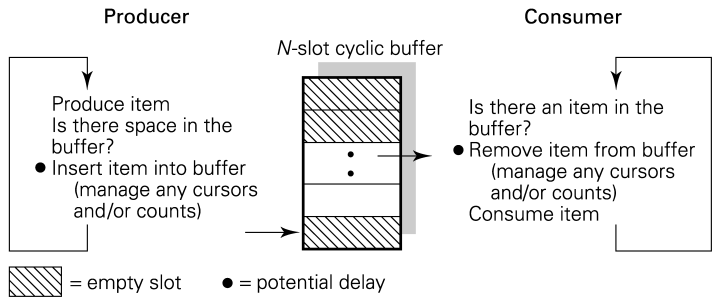 Producer
Consumer
N-slot cyclic buffer
Produce item
Is there space in the
buffer?
● Insert item into buffer
(manage any cursors
and/or counts)
Is there an item in the
buffer?
● Remove item from buffer
(manage any cursors
and/or counts)
Consume item
= empty slot
● = potential delay